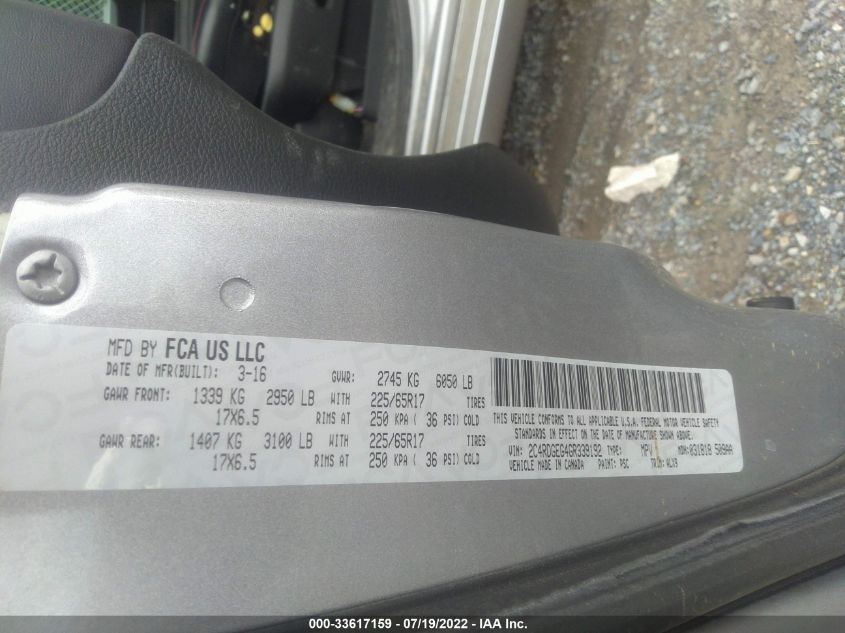 MFD BY FCA US LLC
DATE OF MFR(BUILT): 3-16 GVWR: 2745 KG 6050 LB
GAWR FRONT: 1339 KG 2950 LB WITH 225/65R17 TIRES
17X6.5 RIMS AT 250 KPA ( 36 PSI) COLD
GAWR REAR: 1407 KG 3100 LB WITH 225/65R17 TIRES
17X6.5 RIMS AT 250 KPA ( 36 PSI) COLD
THIS VEHICLE CONFORMS TO ALL APPLICABLE U.S.A. FEDERAL MOTOR VEHICLE SAFETY
STANDARDS IN EFFECT ON THE DATE OF MANUFACTURE SHOWN ABOVE.
VIN: 2C4RDGEG4GR339192 TYPE: MPV MDH: 031818 509AA
VEHICLE MADE IN CANADA PAINT: PSC TRIM: ALX9
000-33617159 - 07/19/2022 - IAA Inc.